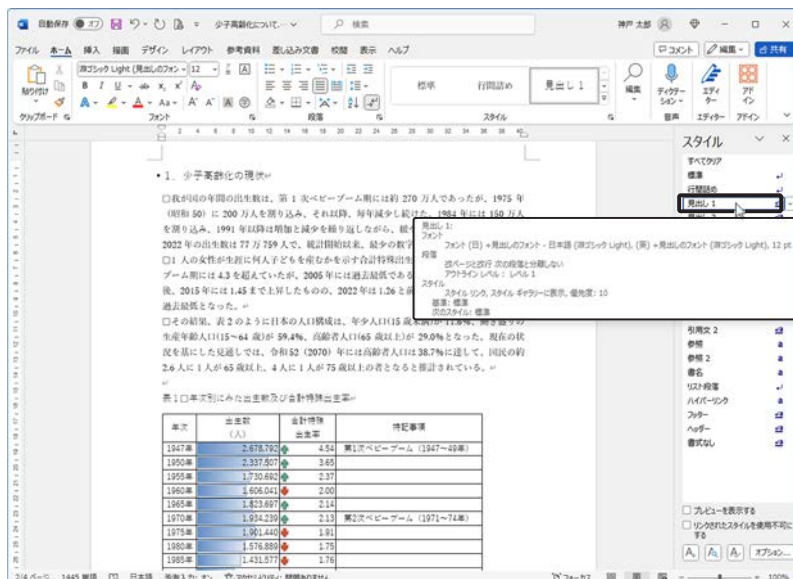 自動保存 オフ 少子高齢化について.… 検索 神戸 太郎
ファイル ホーム 挿入 描画 デザイン レイアウト 参考資料 差し込み文書 校閲 表示 ヘルプ コメント 編集 共有
貼り付け
游ゴシック Light (見出しのフォン 12
標準 行間詰め 見出し 1
編集 ディクテーション エディター アドイン
クリップボード フォント 段落 スタイル 音声 エディター アドイン
スタイル
すべてクリア
標準
行間詰め
見出し 1
見出し 1:
フォント
フォント (日) +見出しのフォント - 日本語 (游ゴシック Light), (英) +見出しのフォント (游ゴシック Light), 12 pt
段落
改ページと改行 次の段落と分離しない
アウトライン レベル : レベル 1
スタイル
スタイル リンク, スタイル ギャラリーに表示, 優先度 : 10
基準 : 標準
次のスタイル: 標準
引用文 2
参照
参照 2
書名
リスト段落
ハイパーリンク
フッター
ヘッダー
書式なし
プレビューを表示する
リンクされたスタイルを使用不可にする
オプション...
1. 少子高齢化の現状
□我が国の年間の出生数は、第 1 次ベビーブーム期には約 270 万人であったが、1975 年
(昭和 50) に 200 万人を割り込み、それ以降、毎年減少し続けた。1984 年には 150 万人
を割り込み、1991 年以降は増加と減少を繰り返しながら、緩
2022 年の出生数は 77 万 759 人で、統計開始以来、最少の数字
□1 人の女性が生涯に何人子どもを産むかを示す合計特殊出生
ブーム期には 4.3 を超えていたが、2005 年には過去最低である
後、2015 年には 1.45 まで上昇したものの、2022 年は 1.26 と前
過去最低となった。
□その結果、表 2 のように日本の人口構成は、年少人口(15 歳未満)が 11.6%、働き盛りの
生産年齢人口(15~64 歳)が 59.4%、高齢者人口(65 歳以上)が 29.0%となった。現在の状
況を基にした見通しでは、令和 52 (2070) 年には高齢者人口は 38.7%に達して、国民の約
2.6 人に 1 人が 65 歳以上、4 人に 1 人が 75 歳以上の者となると推計されている。
表 1□年次別にみた出生数及び合計特殊出生率
年次 出生数(人) 合計特殊出生率 特記事項
1947年 2,678,792 4.54 第1次ベビーブーム (1947~49年)
1950年 2,337,507 3.65
1955年 1,730,692 2.37
1960年 1,606,041 2.00
1965年 1,823,697 2.14
1970年 1,934,239 2.13 第2次ベビーブーム (1971~74年)
1975年 1,901,440 1.91
1980年 1,576,889 1.75
1985年 1,431,577 1.76
2/4 ページ 1445 単語 日本語 予測入力: オン アクセシビリティ: 問題ありません フォーカス 100%